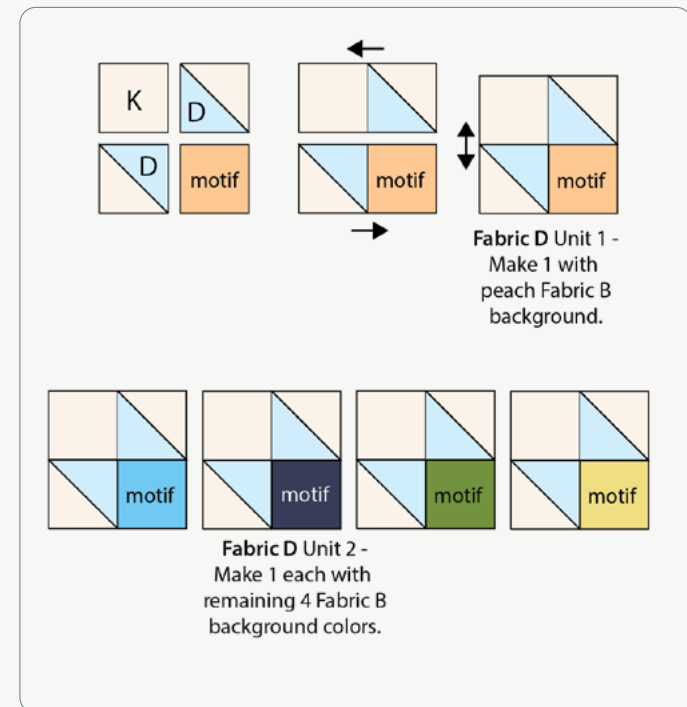 K
D
D
motif
motif
motif
Fabric D Unit 1 -
Make 1 with
peach Fabric B
background.
motif
motif
motif
motif
Fabric D Unit 2 -
Make 1 each with
remaining 4 Fabric B
background colors.